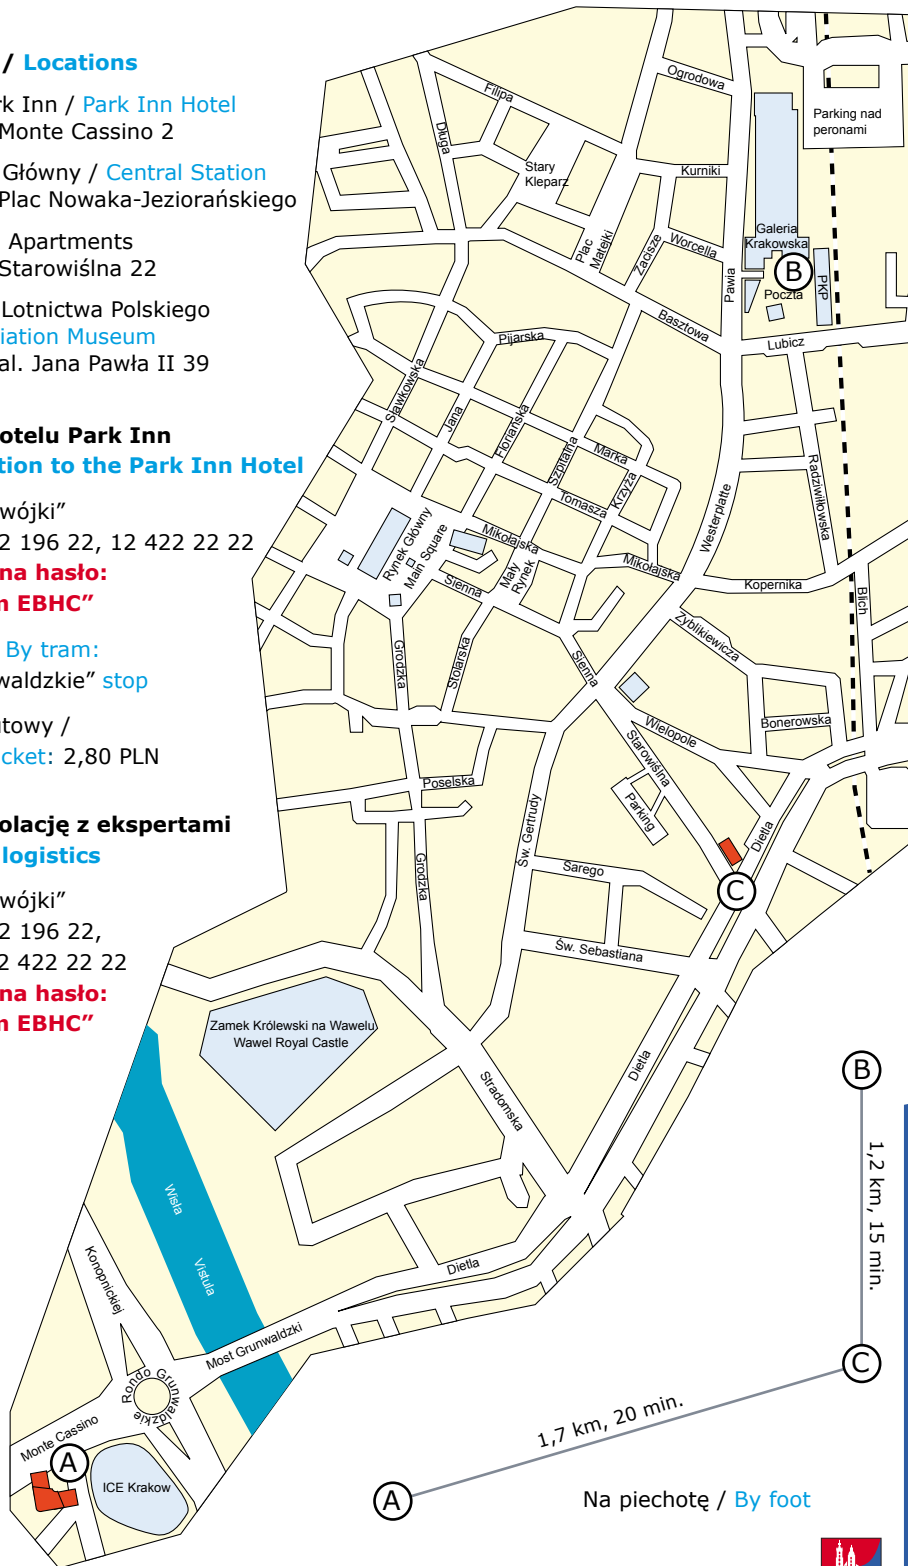 / Locations
rk Inn / Park Inn Hotel
Monte Cassino 2
Główny / Central Station
Plac Nowaka-Jeziorańskiego
Apartments
Starowiślna 22
Lotnictwa Polskiego
iation Museum
al. Jana Pawła II 39
otelu Park Inn
tion to the Park Inn Hotel
wójki”
2 196 22, 12 422 22 22
na hasło:
n EBHC”
By tram:
waldzkie” stop
utowy /
cket: 2,80 PLN
olację z ekspertami
logistics
wójki”
2 196 22,
2 422 22 22
na hasło:
n EBHC”
Ogrodowa
Filipa
Długa
Parking nad
peronami
Stary
Kleparz
Kurniki
Plac
Matejki
Zacisze
Worcella
Pawia
Galeria
Krakowska
B
Poczta
PKP
Basztowa
Lubicz
Pijarska
Sławkowska
Jana
Floriańska
Szpitalna
Marka
Krzyża
Tomasza
Radziwiłłowska
Westerplatte
Rynek Główny
Main Square
Mikołajska
Mały
Rynek
Mikołajska
Sienna
Kopernika
Blich
Zyblikiewicza
Grodzka
Stolarska
Sienna
Wielopole
Bonerowska
Starowiślna
Poselska
Parking
Św. Gertrudy
Dietla
Grodzka
Sarego
C
Św. Sebastiana
Zamek Królewski na Wawelu
Wawel Royal Castle
Stradomska
Dietla
Wisła
Vistula
Dietla
Konopnickiej
Most Grunwaldzki
Rondo Grunwaldzkie
Monte Cassino
A
ICE Krakow
B
1,2 km, 15 min.
C
1,7 km, 20 min.
A
Na piechotę / By foot